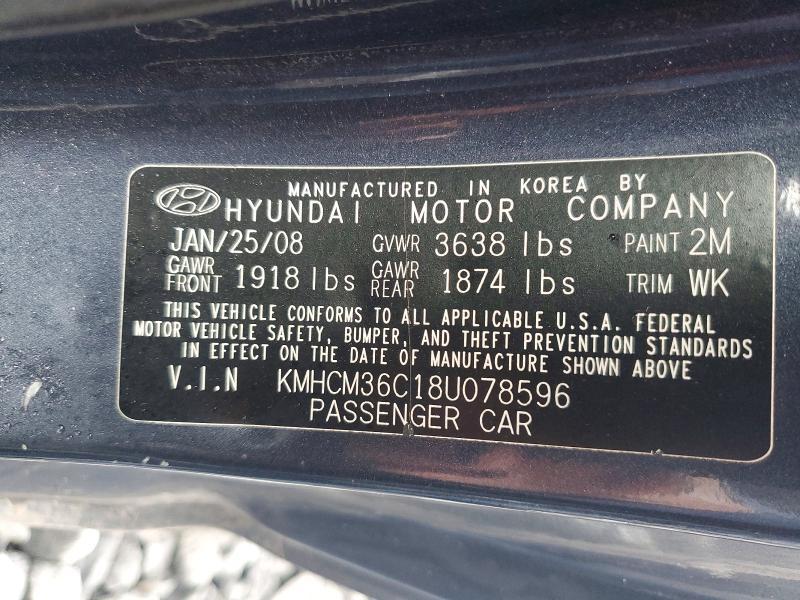 MANUFACTURED IN KOREA BY
HYUNDAI MOTOR COMPANY
JAN/25/08 GVWR 3638 lbs PAINT 2M
GAWR FRONT 1918 lbs GAWR REAR 1874 lbs TRIM WK
THIS VEHICLE CONFORMS TO ALL APPLICABLE U.S.A. FEDERAL
MOTOR VEHICLE SAFETY, BUMPER, AND THEFT PREVENTION STANDARDS
IN EFFECT ON THE DATE OF MANUFACTURE SHOWN ABOVE
V.I.N KMHCM36C18U078596
PASSENGER CAR